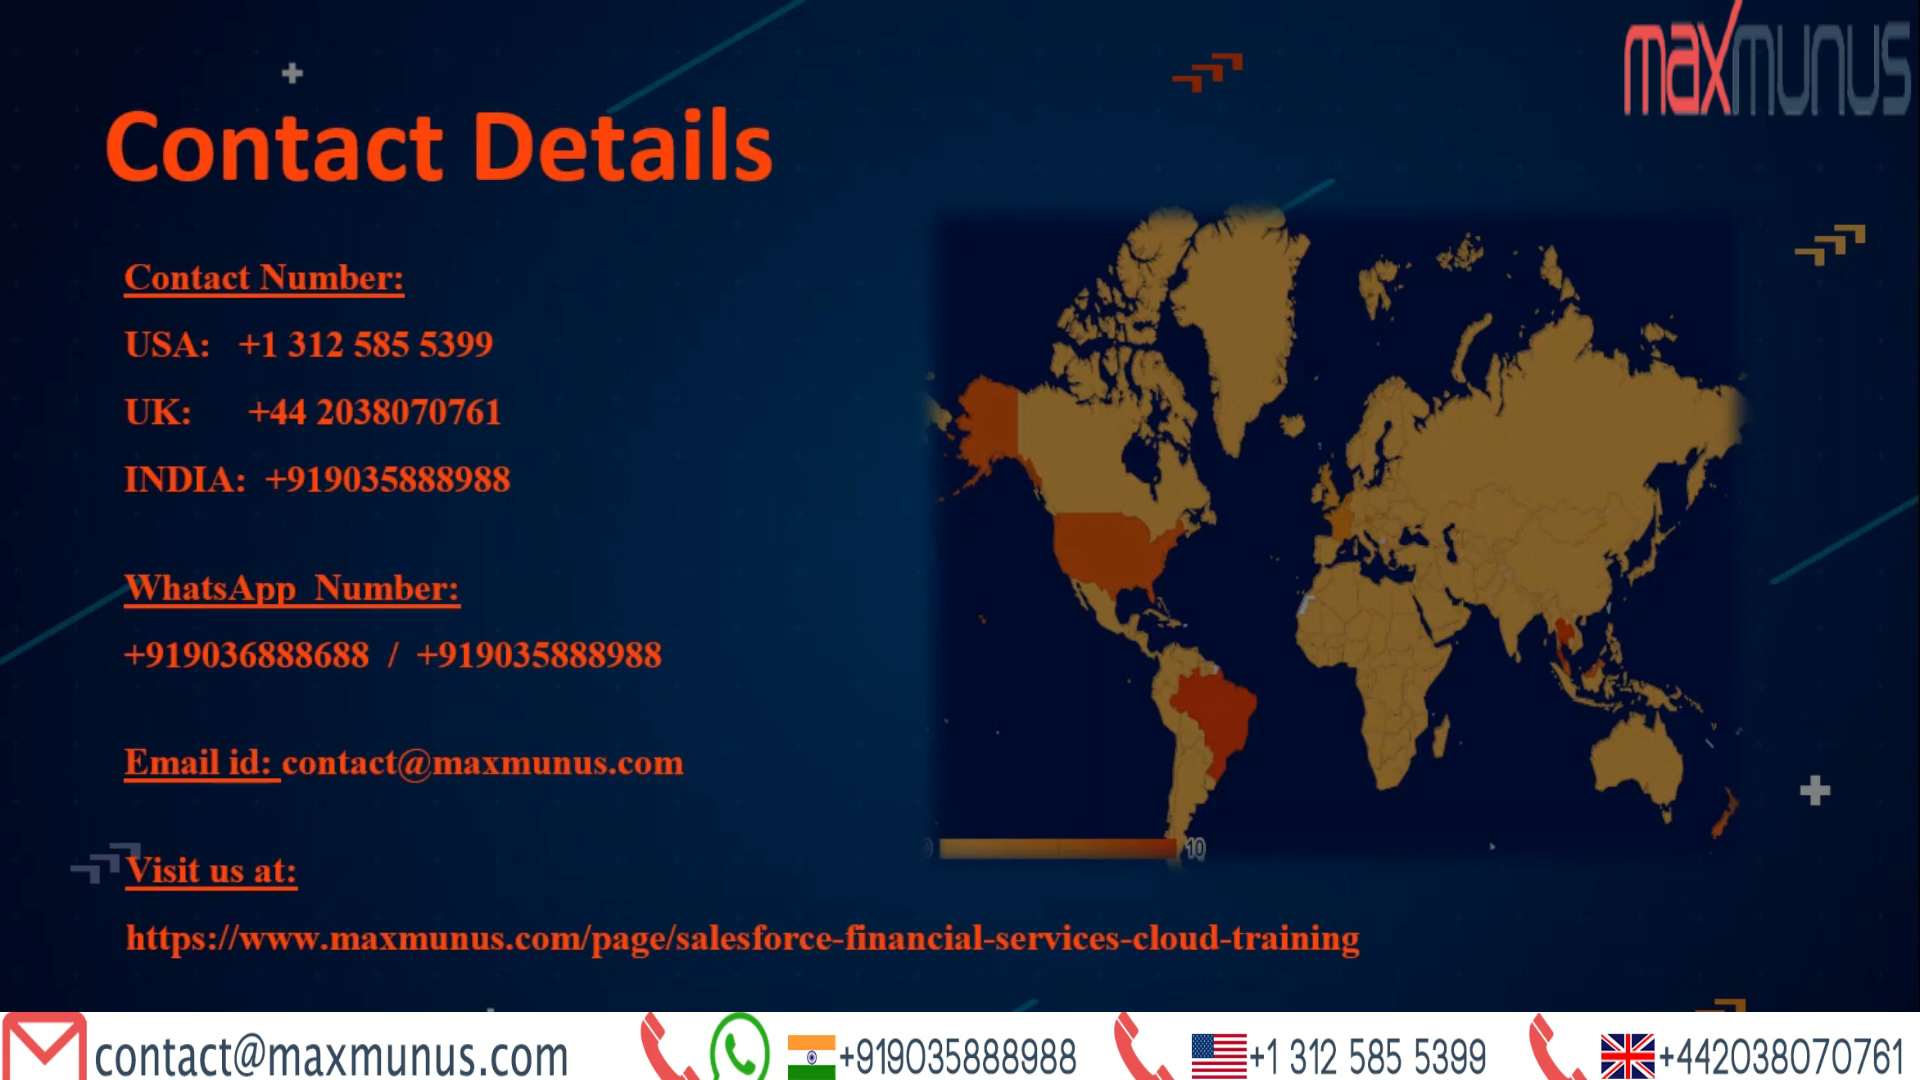 maxmunus
Contact Details
Contact Number:
USA: +1 312 585 5399
UK: +44 2038070761
INDIA: +919035888988
WhatsApp Number:
+919036888688 / +919035888988
Email id: contact@maxmunus.com
Visit us at:
https://www.maxmunus.com/page/salesforce-financial-services-cloud-training
0 10
contact@maxmunus.com +919035888988 +1 312 585 5399 +442038070761